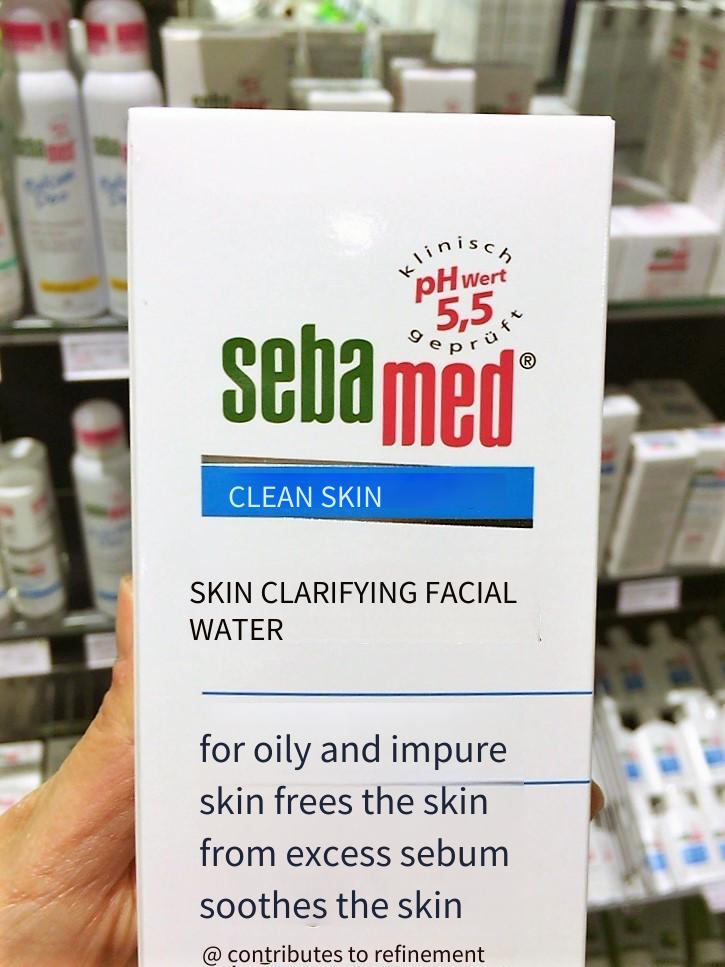 klinisch
pH Wert
5,5
geprüft
sebamed®
CLEAN SKIN
SKIN CLARIFYING FACIAL
WATER
for oily and impure
skin frees the skin
from excess sebum
soothes the skin
@ contributes to refinement